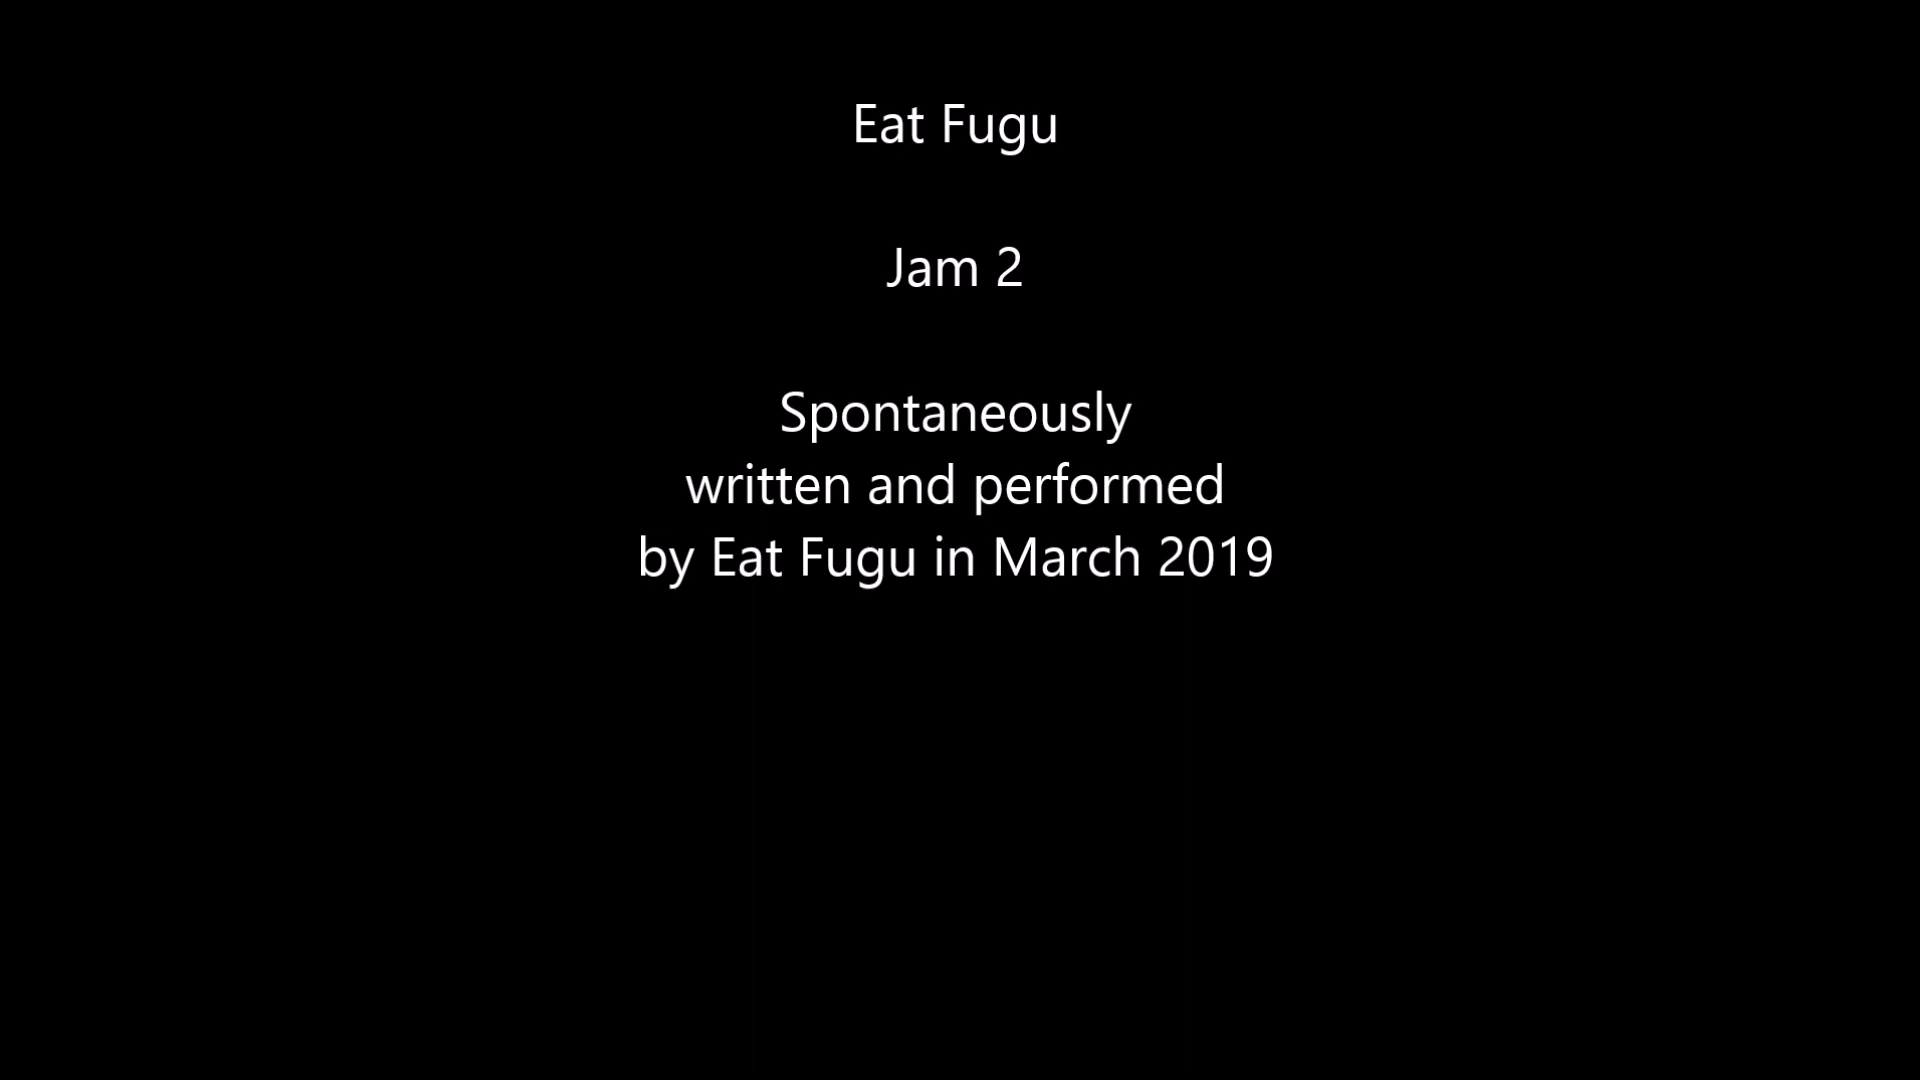 Eat Fugu
Jam 2
Spontaneously
written and performed
by Eat Fugu in March 2019